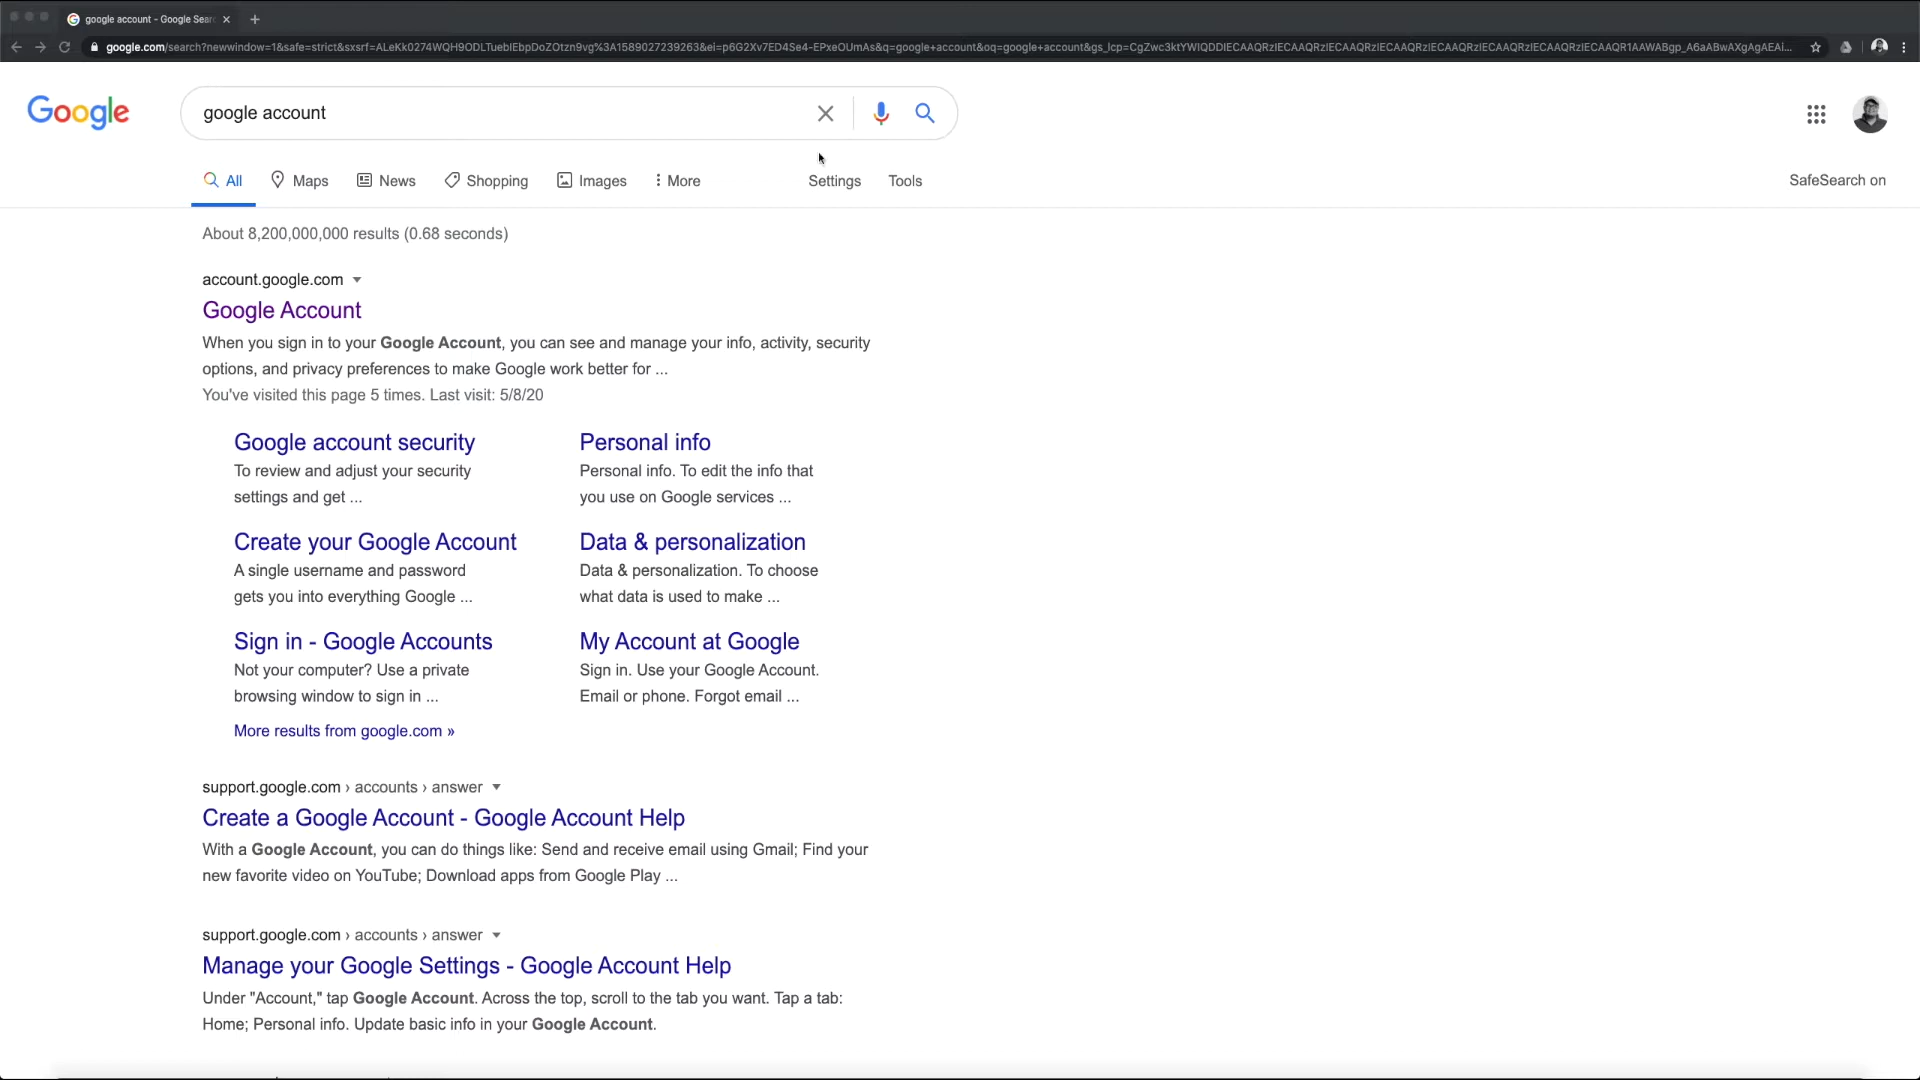 google account - Google Sear
google.com/search?newwindow=1&safe=strict&sxsrf=
Google
google account
All Maps News Shopping Images More Settings Tools SafeSearch on
About 8,200,000,000 results (0.68 seconds)
account.google.com
Google Account
When you sign in to your Google Account, you can see and manage your info, activity, security
options, and privacy preferences to make Google work better for ...
You've visited this page 5 times. Last visit: 5/8/20
Google account security
To review and adjust your security
settings and get ...
Personal info
Personal info. To edit the info that
you use on Google services ...
Create your Google Account
A single username and password
gets you into everything Google ...
Data & personalization
Data & personalization. To choose
what data is used to make ...
Sign in - Google Accounts
Not your computer? Use a private
browsing window to sign in ...
My Account at Google
Sign in. Use your Google Account.
Email or phone. Forgot email ...
More results from google.com »
support.google.com › accounts › answer
Create a Google Account - Google Account Help
With a Google Account, you can do things like: Send and receive email using Gmail; Find your
new favorite video on YouTube; Download apps from Google Play ...
support.google.com › accounts › answer
Manage your Google Settings - Google Account Help
Under "Account," tap Google Account. Across the top, scroll to the tab you want. Tap a tab:
Home; Personal info. Update basic info in your Google Account.